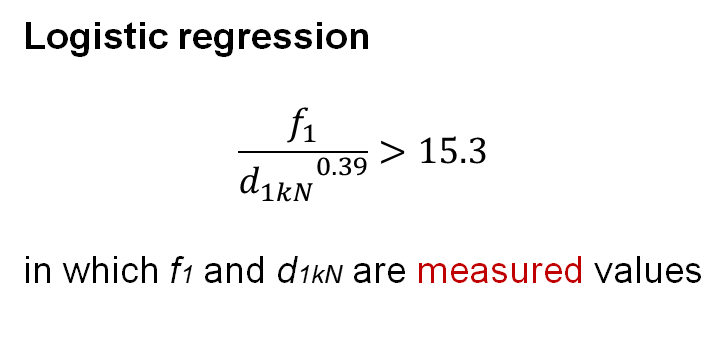 Logistic regression
f₁ / d₁kN^0.39 > 15.3
in which f₁ and d₁kN are measured values